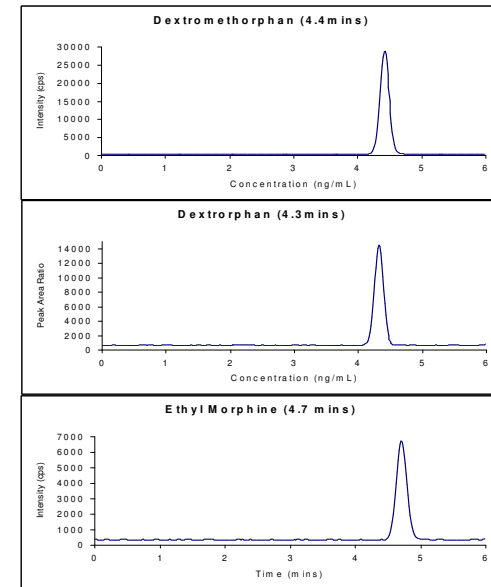 Dextromethorphan (4.4mins)
30000
25000
20000
15000
10000
5000
0
Intensity (cps)
0 1 2 3 4 5 6
Concentration (ng/mL)
Dextrorphan (4.3mins)
14000
12000
10000
8000
6000
4000
2000
0
Peak Area Ratio
0 1 2 3 4 5 6
Concentration (ng/mL)
Ethyl Morphine (4.7 mins)
7000
6000
5000
4000
3000
2000
1000
0
Intensity (cps)
0 1 2 3 4 5 6
Time (mins)